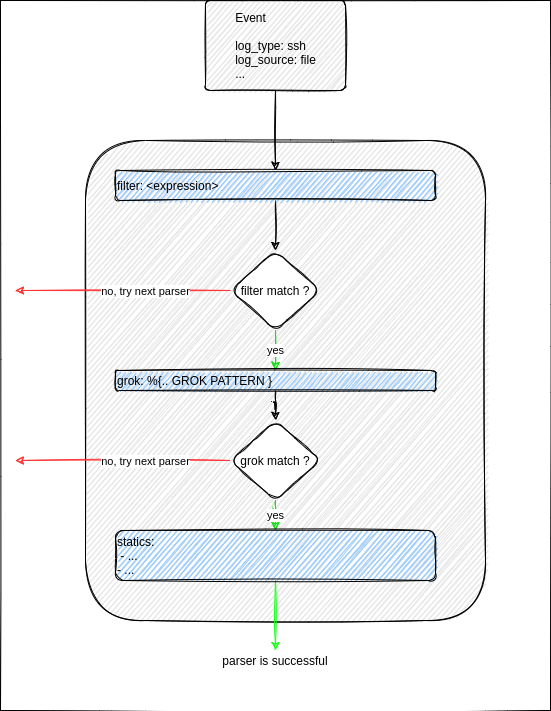 Event
log_type: ssh
log_source: file
...
filter: <expression>
filter match ?
no, try next parser
yes
grok: %{.. GROK PATTERN }
grok match ?
no, try next parser
yes
statics:
- ...
- ...
parser is successful